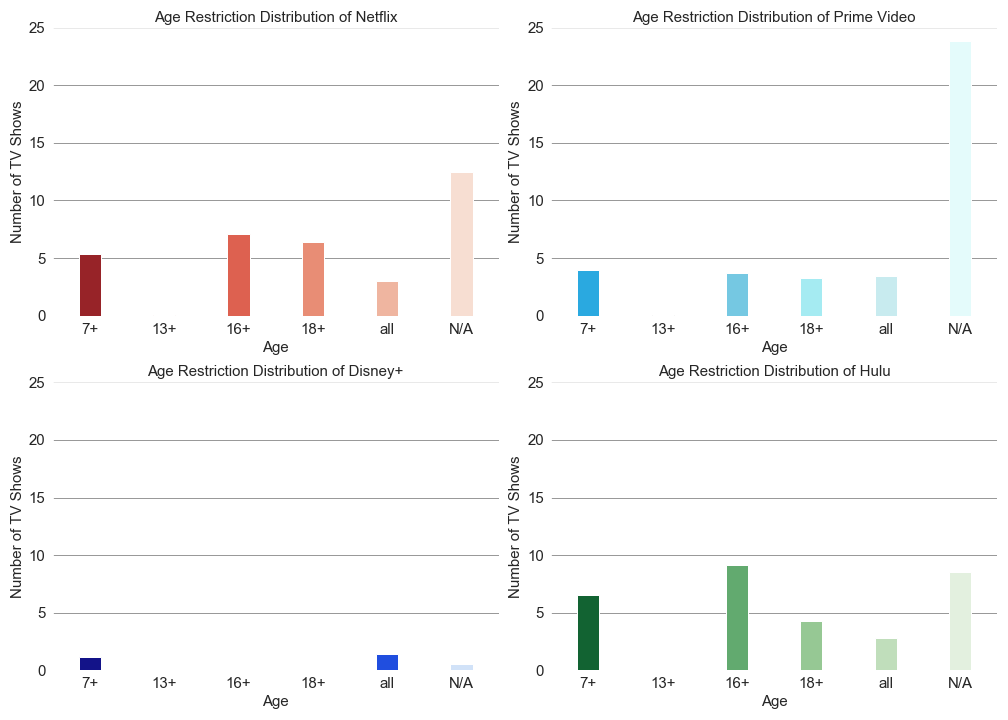 Age Restriction Distribution of Netflix
Number of TV Shows
25
20
15
10
5
0
7+ 13+ 16+ 18+ all N/A
Age
Age Restriction Distribution of Prime Video
Number of TV Shows
25
20
15
10
5
0
7+ 13+ 16+ 18+ all N/A
Age
Age Restriction Distribution of Disney+
Number of TV Shows
25
20
15
10
5
0
7+ 13+ 16+ 18+ all N/A
Age
Age Restriction Distribution of Hulu
Number of TV Shows
25
20
15
10
5
0
7+ 13+ 16+ 18+ all N/A
Age